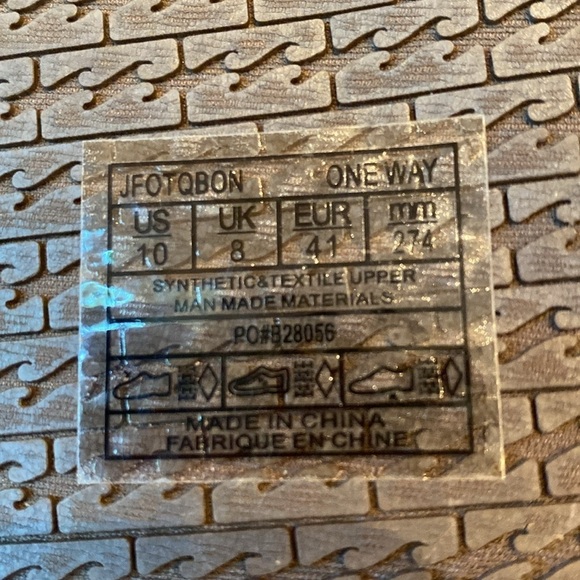 JFOTQBON ONE WAY
US UK EUR mm
10 8 41 274
SYNTHETIC&TEXTILE UPPER
MAN MADE MATERIALS
PO#B28056
MADE IN CHINA
FABRIQUE EN CHINE